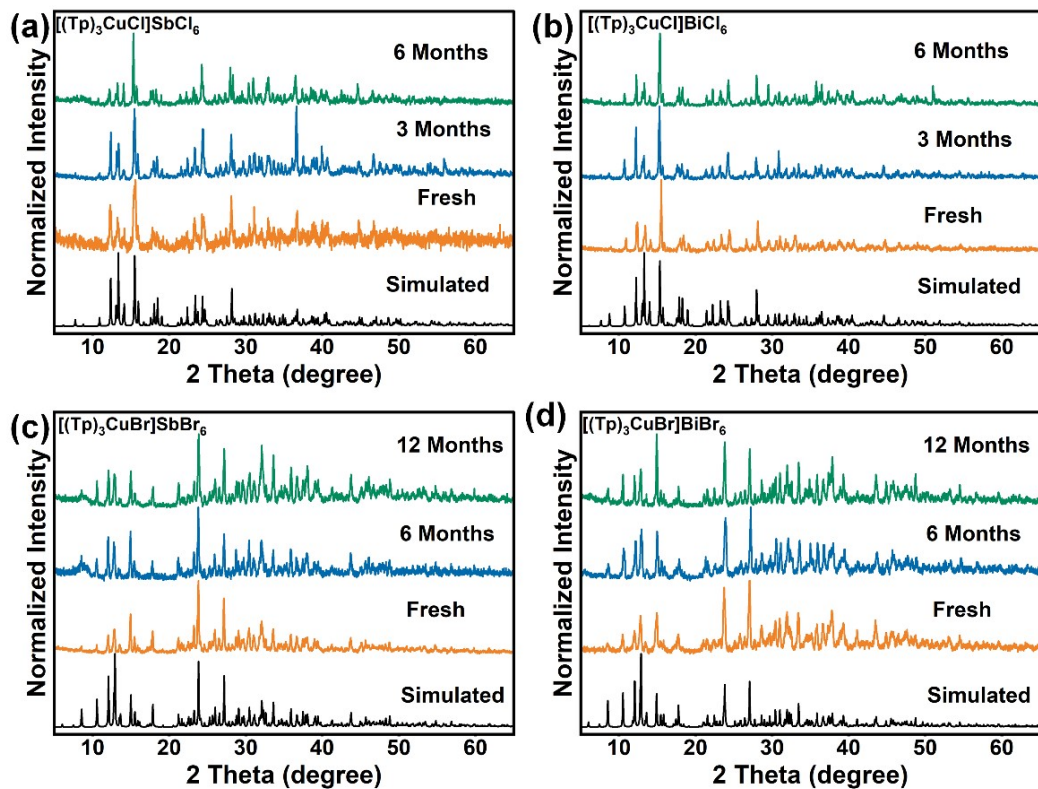 (a)
[(Tp)₃CuCl]SbCl₆
6 Months
3 Months
Fresh
Simulated
Normalized Intensity
10 20 30 40 50 60
2 Theta (degree)
(b)
[(Tp)₃CuCl]BiCl₆
6 Months
3 Months
Fresh
Simulated
Normalized Intensity
10 20 30 40 50 60
2 Theta (degree)
(c)
[(Tp)₃CuBr]SbBr₆
12 Months
6 Months
Fresh
Simulated
Normalized Intensity
10 20 30 40 50 60
2 Theta (degree)
(d)
[(Tp)₃CuBr]BiBr₆
12 Months
6 Months
Fresh
Simulated
Normalized Intensity
10 20 30 40 50 60
2 Theta (degree)